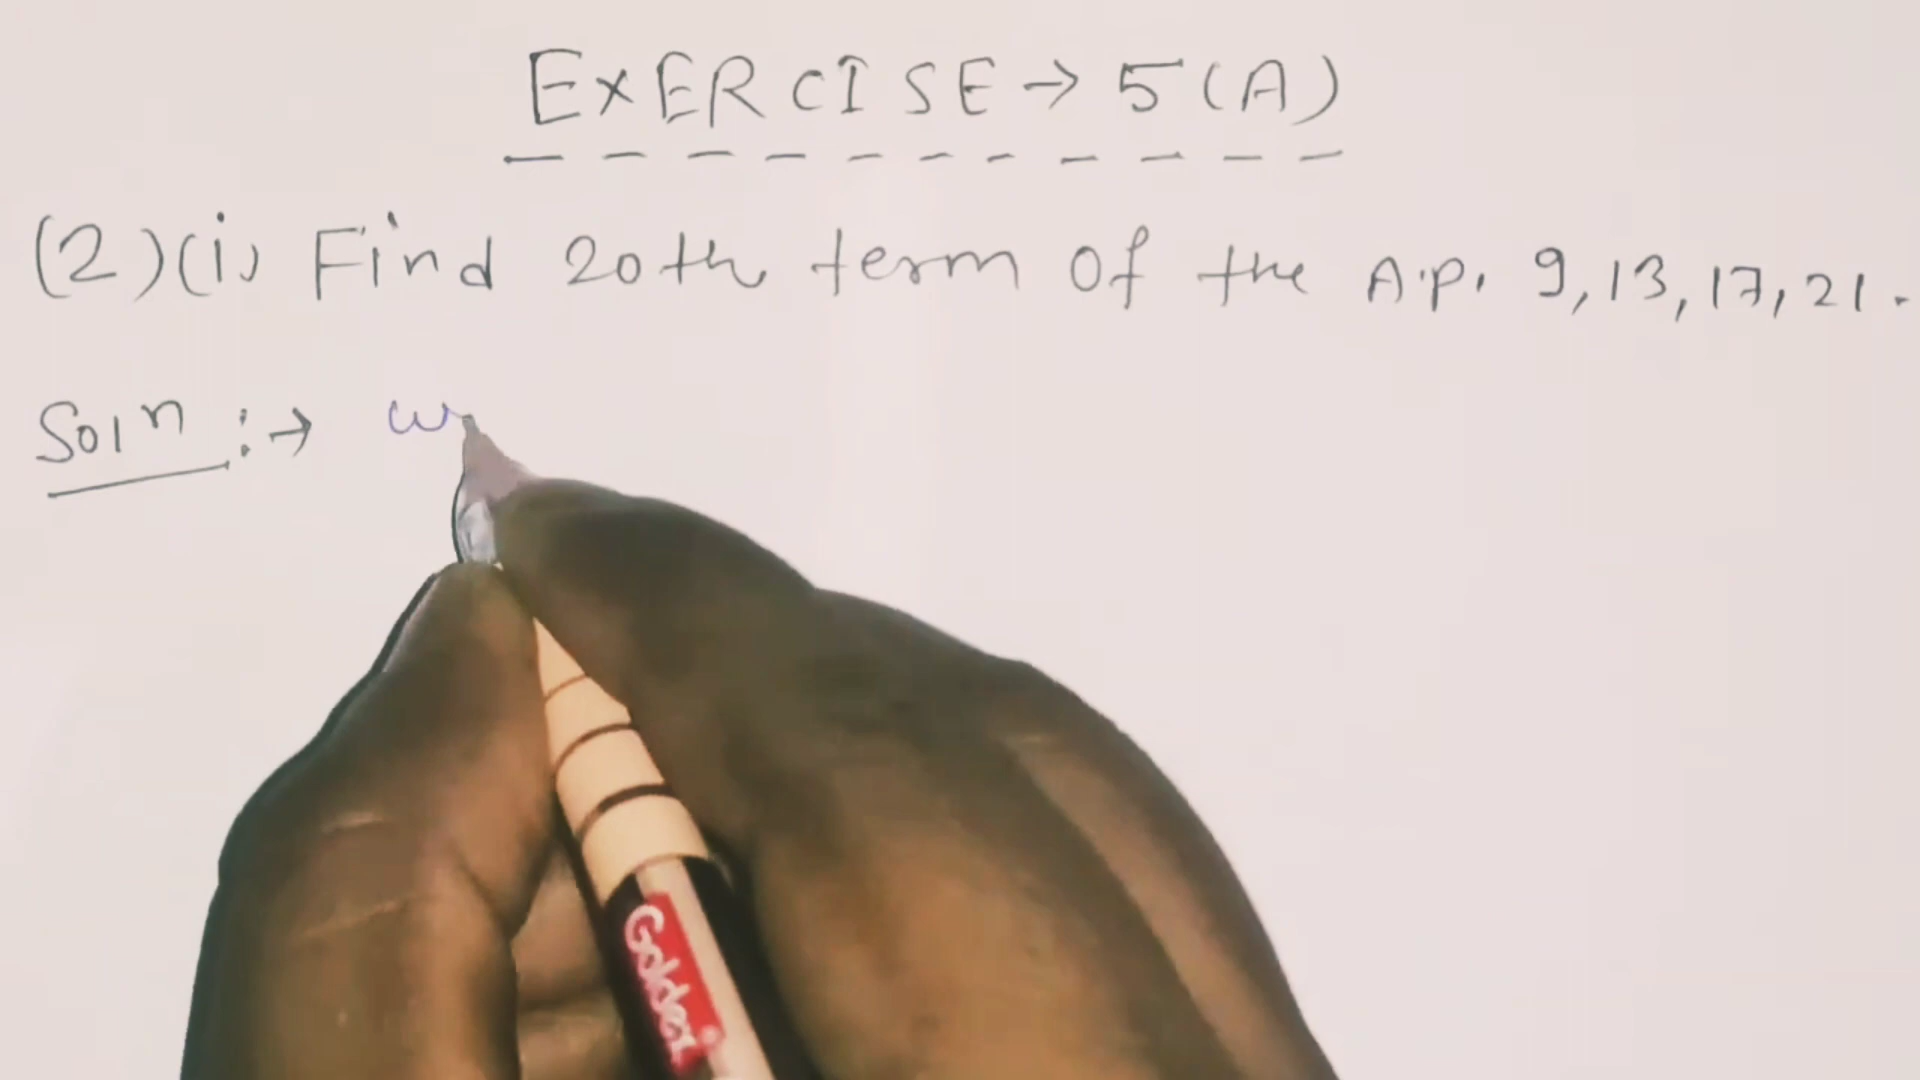 EXERCISE → 5(A)
(2)(i) Find 20th term of the A.P. 9, 13, 17, 21.
Solⁿ :→ w
Goldex